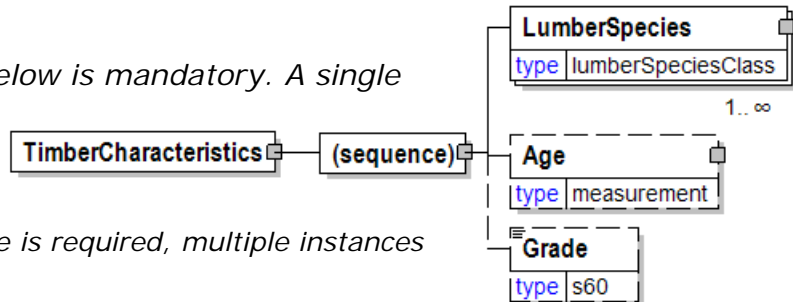 LumberSpecies
type lumberSpeciesClass
elow is mandatory. A single
1.. ∞
TimberCharacteristics (sequence) Age
type measurement
e is required, multiple instances
Grade
type s60